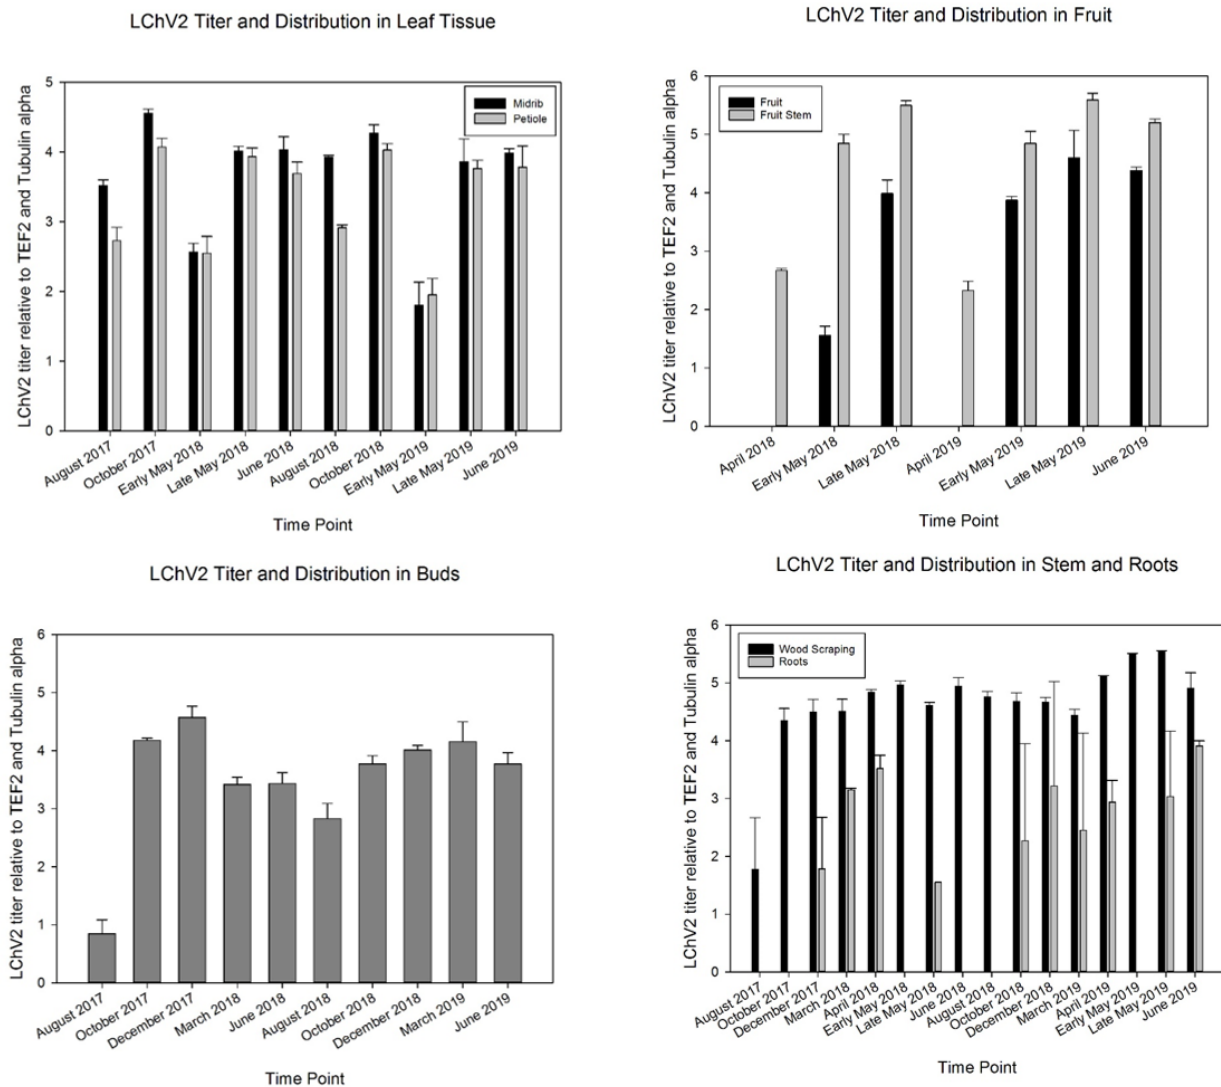 LChV2 Titer and Distribution in Leaf Tissue
LChV2 titer relative to TEF2 and Tubulin alpha
5
4
3
2
1
0
Midrib
Petiole
August 2017
October 2017
Early May 2018
Late May 2018
June 2018
August 2018
October 2018
Early May 2019
Late May 2019
June 2019
Time Point
LChV2 Titer and Distribution in Fruit
LChV2 titer relative to TEF2 and Tubulin alpha
6
5
4
3
2
1
0
Fruit
Fruit Stem
April 2018
Early May 2018
Late May 2018
April 2019
Early May 2019
Late May 2019
June 2019
Time Point
LChV2 Titer and Distribution in Buds
LChV2 titer relative to TEF2 and Tubulin alpha
6
5
4
3
2
1
0
August 2017
October 2017
December 2017
March 2018
June 2018
August 2018
October 2018
December 2018
March 2019
June 2019
Time Point
LChV2 Titer and Distribution in Stem and Roots
LChV2 titer relative to TEF2 and Tubulin alpha
6
5
4
3
2
1
0
Wood Scraping
Roots
August 2017
October 2017
December 2017
March 2018
April 2018
Early May 2018
Late May 2018
June 2018
August 2018
October 2018
December 2018
March 2019
April 2019
Early May 2019
Late May 2019
June 2019
Time Point